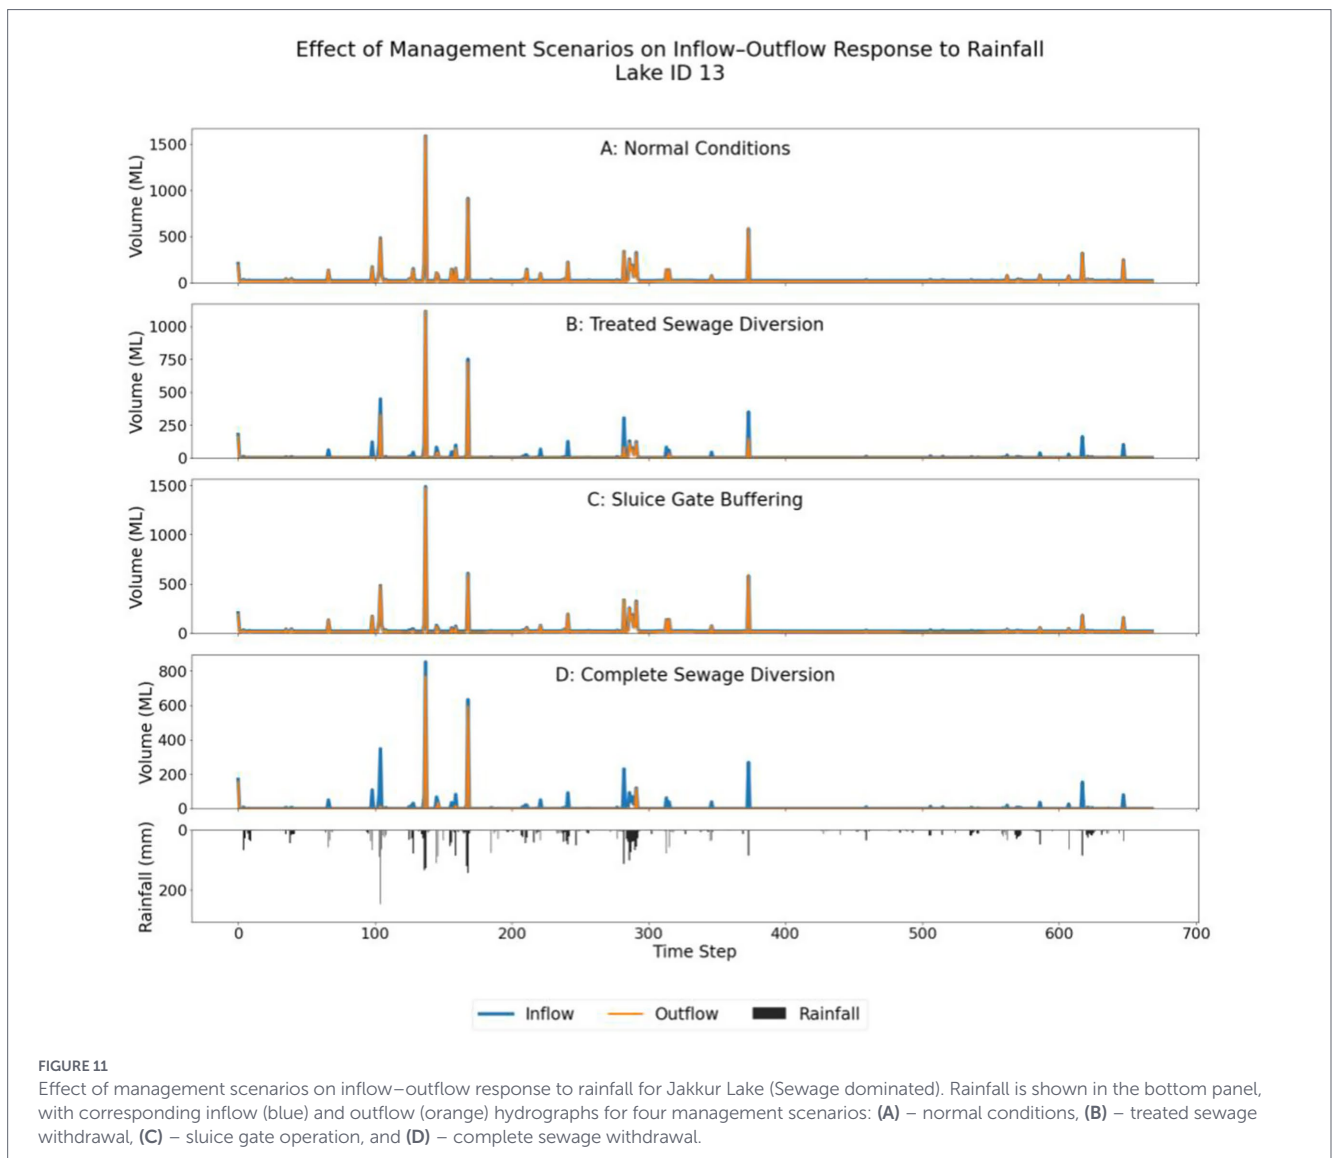 Effect of Management Scenarios on Inflow–Outflow Response to Rainfall
Lake ID 13
A: Normal Conditions
Volume (ML)
1500
1000
500
0
B: Treated Sewage Diversion
Volume (ML)
1000
750
500
250
0
C: Sluice Gate Buffering
Volume (ML)
1500
1000
500
0
D: Complete Sewage Diversion
Volume (ML)
800
600
400
200
0
Rainfall (mm)
0
200
0 100 200 300 400 500 600 700
Time Step
Inflow Outflow Rainfall
FIGURE 11
Effect of management scenarios on inflow–outflow response to rainfall for Jakkur Lake (Sewage dominated). Rainfall is shown in the bottom panel,
with corresponding inflow (blue) and outflow (orange) hydrographs for four management scenarios: (A) – normal conditions, (B) – treated sewage
withdrawal, (C) – sluice gate operation, and (D) – complete sewage withdrawal.